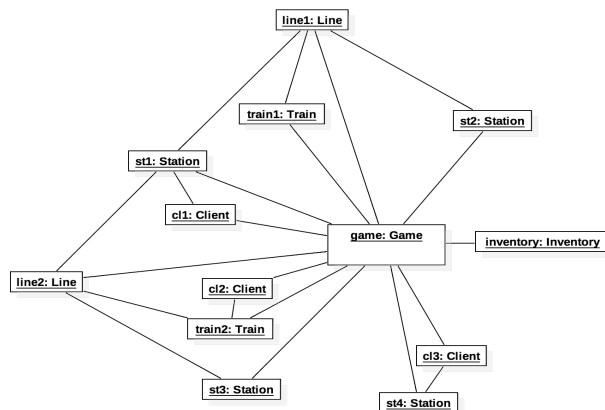 line1: Line
train1: Train
st2: Station
st1: Station
cl1: Client
game: Game
inventory: Inventory
line2: Line
cl2: Client
train2: Train
cl3: Client
st3: Station
st4: Station